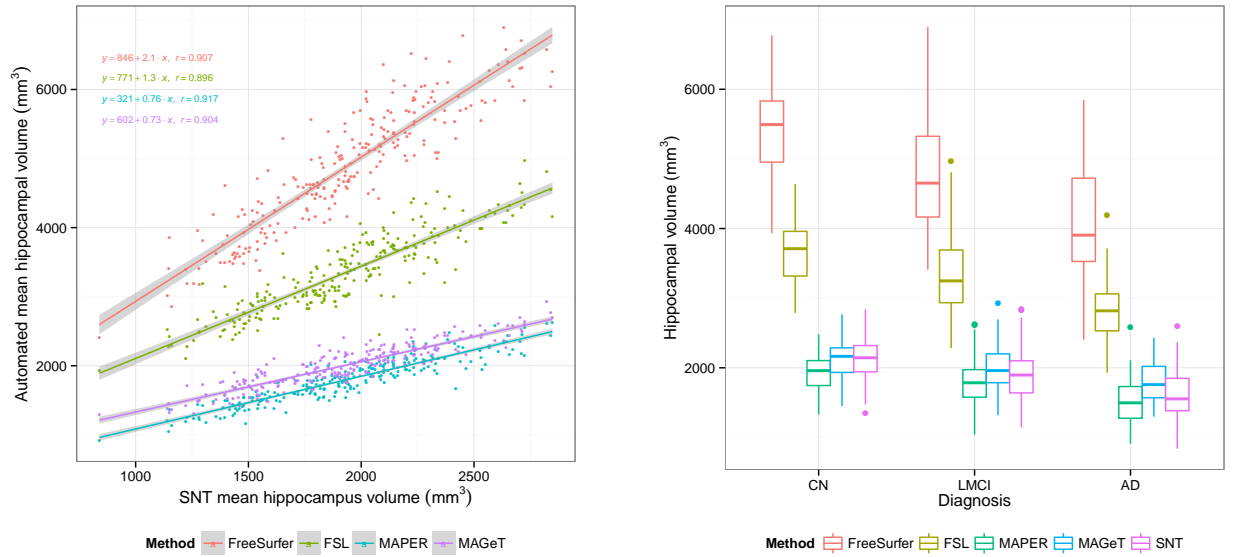 y = 846 + 2.1 · x,  r = 0.907
y = 771 + 1.3 · x,  r = 0.896
y = 321 + 0.76 · x,  r = 0.917
y = 602 + 0.73 · x,  r = 0.904
Automated mean hippocampal volume (mm³)
6000
4000
2000
1000 1500 2000 2500
SNT mean hippocampus volume (mm³)
Method FreeSurfer FSL MAPER MAGeT
Hippocampal volume (mm³)
6000
4000
2000
CN LMCI AD
Diagnosis
Method FreeSurfer FSL MAPER MAGeT SNT